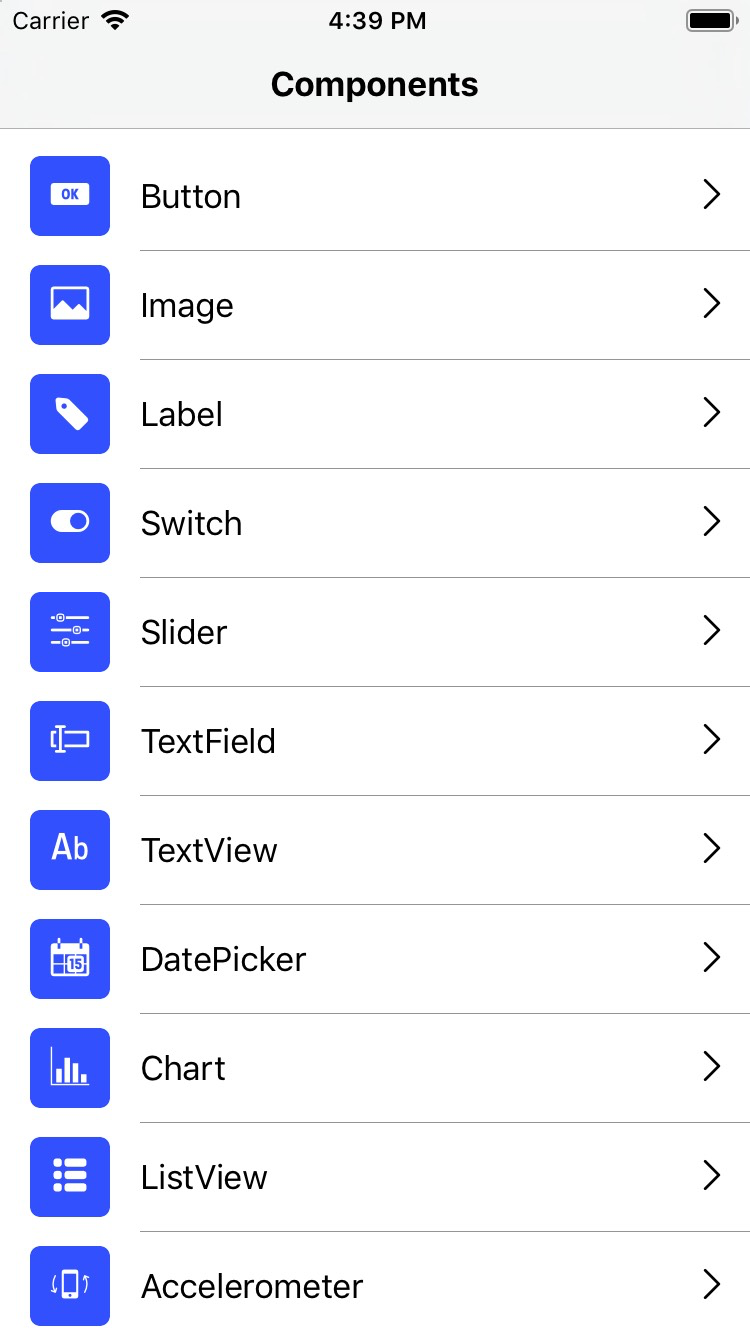 Carrier 4:39 PM
Components
OK Button
Image
Label
Switch
Slider
TextField
Ab TextView
15 DatePicker
Chart
ListView
Accelerometer